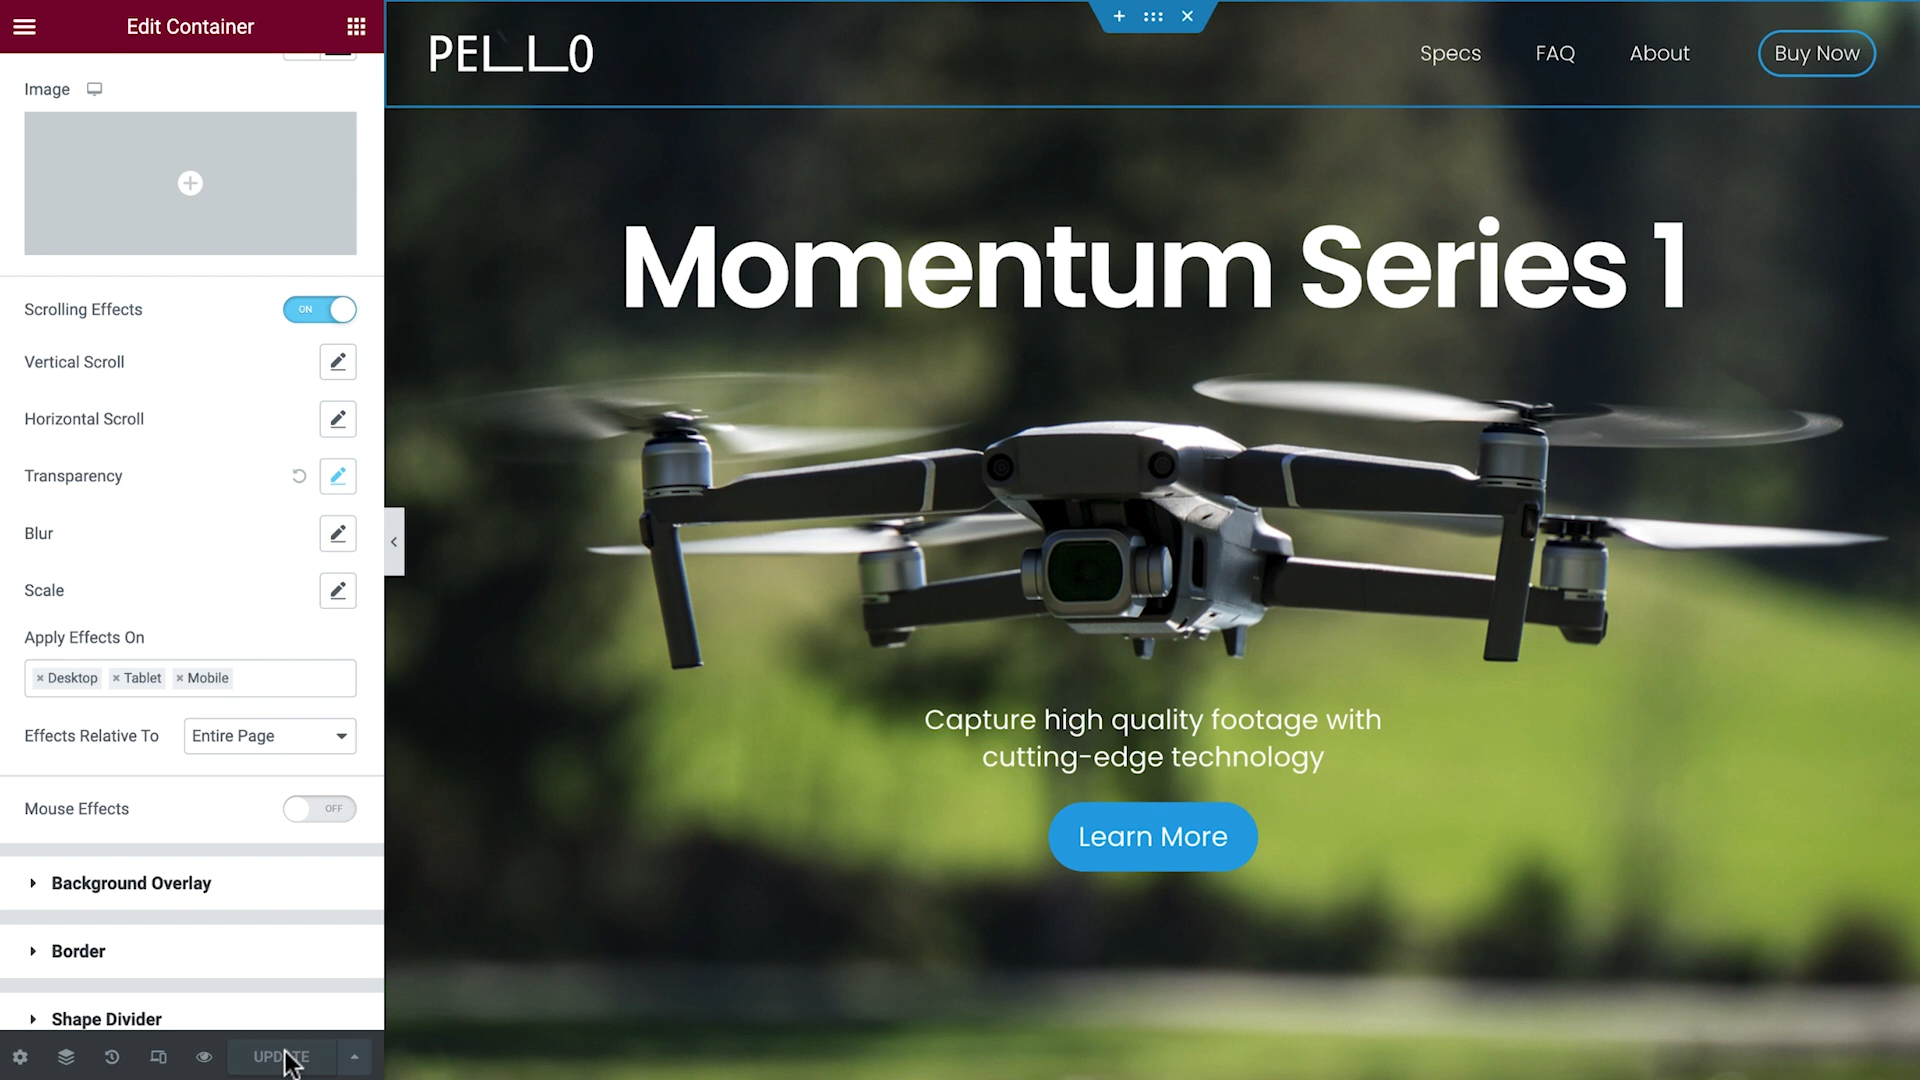 Edit Container
Image
Scrolling Effects
ON
Vertical Scroll
Horizontal Scroll
Transparency
Blur
Scale
Apply Effects On
× Desktop × Tablet × Mobile
Effects Relative To
Entire Page
Mouse Effects
OFF
Background Overlay
Border
Shape Divider
UPDATE
PELLO
Specs
FAQ
About
Buy Now
Momentum Series 1
Capture high quality footage with
cutting-edge technology
Learn More